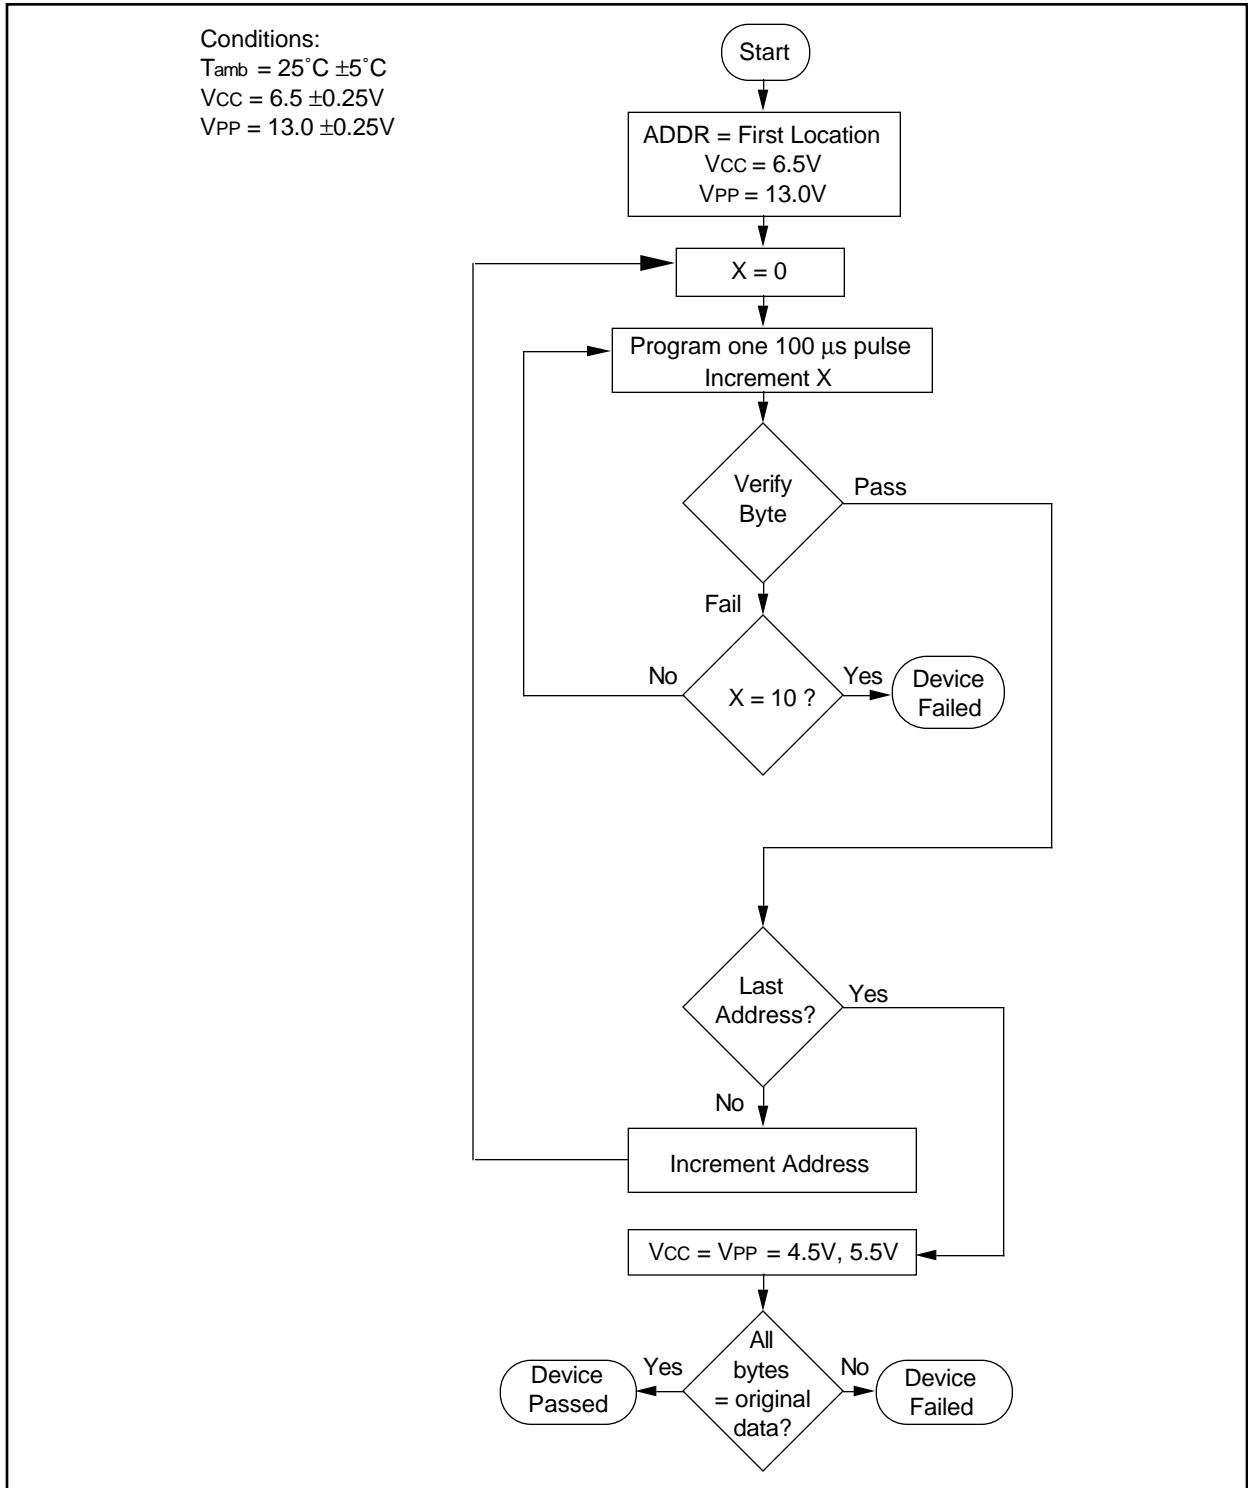 Conditions:
Tamb = 25˚C ±5˚C
VCC = 6.5 ±0.25V
VPP = 13.0 ±0.25V
Start
ADDR = First Location
VCC = 6.5V
VPP = 13.0V
X = 0
Program one 100 µs pulse
Increment X
Verify
Byte
Pass
Fail
X = 10 ?
No
Yes
Device
Failed
Last
Address?
Yes
No
Increment Address
VCC = VPP = 4.5V, 5.5V
All
bytes
= original
data?
Yes
Device
Passed
No
Device
Failed